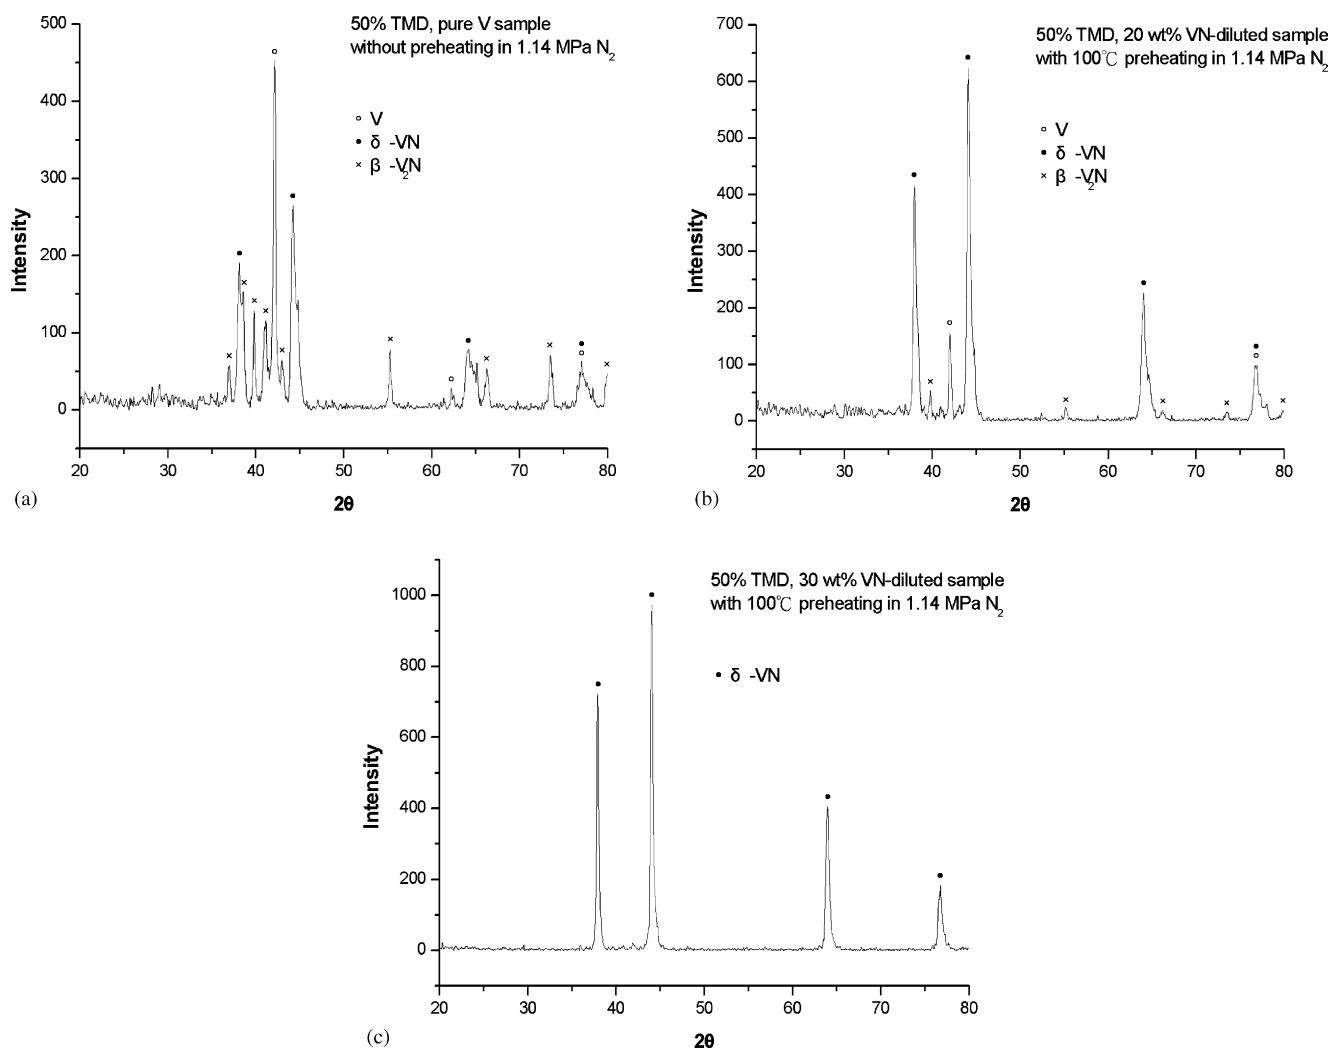 50% TMD, pure V sample
without preheating in 1.14 MPa N2
V
δ -VN
β -V2N
Intensity
500
400
300
200
100
0
20 30 40 50 60 70 80
2θ
(a)
50% TMD, 20 wt% VN-diluted sample
with 100℃ preheating in 1.14 MPa N2
V
δ -VN
β -V2N
Intensity
700
600
500
400
300
200
100
0
20 30 40 50 60 70 80
2θ
(b)
50% TMD, 30 wt% VN-diluted sample
with 100℃ preheating in 1.14 MPa N2
δ -VN
Intensity
1000
800
600
400
200
0
20 30 40 50 60 70 80
2θ
(c)